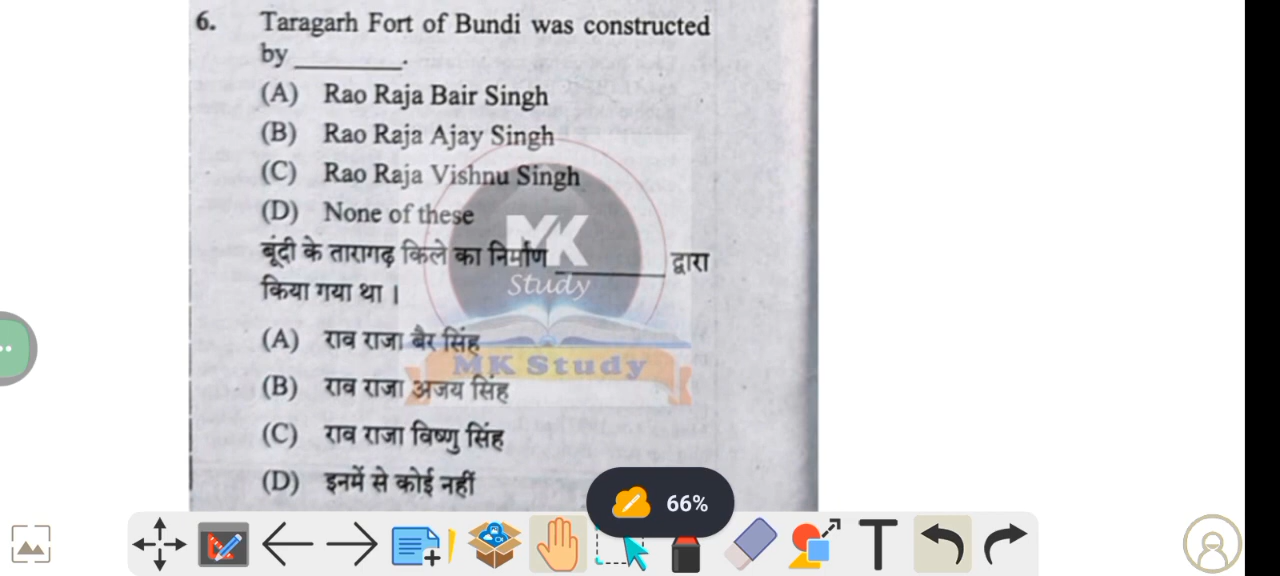 6. Taragarh Fort of Bundi was constructed
by ________.
(A) Rao Raja Bair Singh
(B) Rao Raja Ajay Singh
(C) Rao Raja Vishnu Singh
(D) None of these
बूंदी के तारागढ़ किले का निर्माण ________ द्वारा
किया गया था ।
(A) राव राजा बैर सिंह
(B) राव राजा अजय सिंह
(C) राव राजा विष्णु सिंह
(D) इनमें से कोई नहीं
MK
Study
MK Study
66%
T